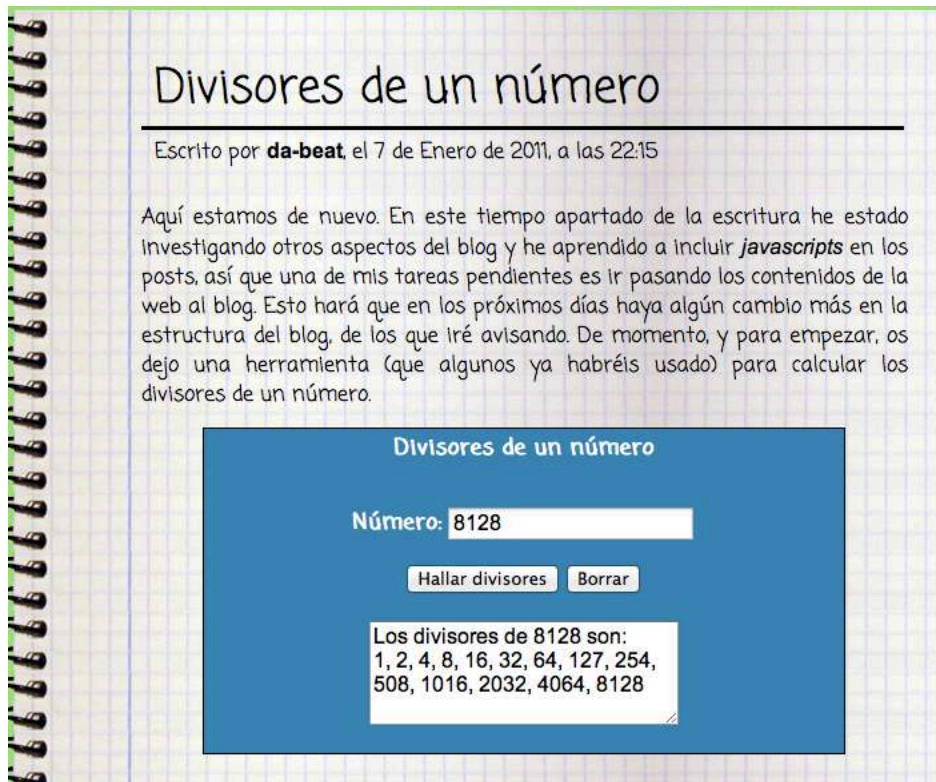 Divisores de un número
Escrito por da-beat, el 7 de Enero de 2011, a las 22:15
Aquí estamos de nuevo. En este tiempo apartado de la escritura he estado
investigando otros aspectos del blog y he aprendido a incluir javascripts en los
posts, así que una de mis tareas pendientes es ir pasando los contenidos de la
web al blog. Esto hará que en los próximos días haya algún cambio más en la
estructura del blog, de los que iré avisando. De momento, y para empezar, os
dejo una herramienta (que algunos ya habréis usado) para calcular los
divisores de un número.
Divisores de un número
Número: 8128
Hallar divisores Borrar
Los divisores de 8128 son:
1, 2, 4, 8, 16, 32, 64, 127, 254,
508, 1016, 2032, 4064, 8128